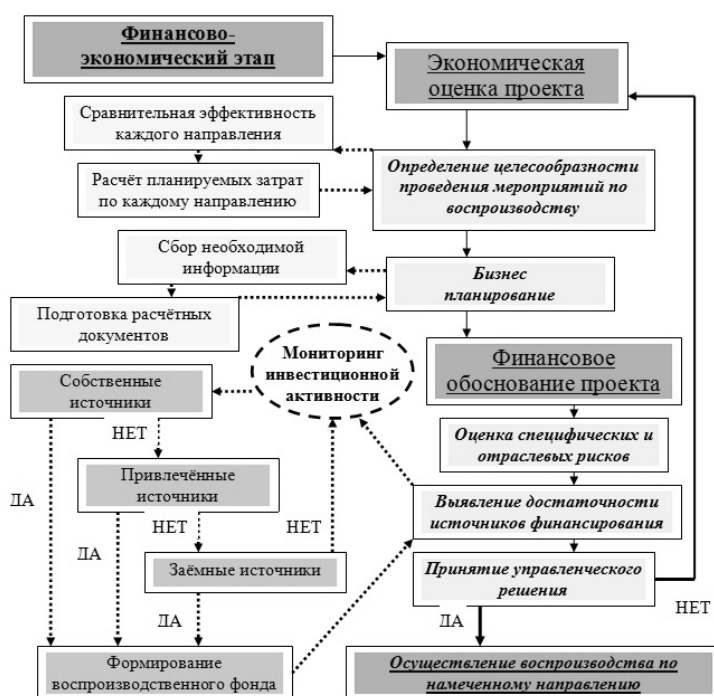 Финансово-
экономический этап
Экономическая
оценка проекта
Сравнительная эффективность
каждого направления
Определение целесообразности
проведения мероприятий по
воспроизводству
Расчёт планируемых затрат
по каждому направлению
Сбор необходимой
информации
Бизнес
планирование
Подготовка расчётных
документов
Мониторинг
инвестиционной
активности
Финансовое
обоснование проекта
Собственные
источники
НЕТ
Оценка специфических и
отраслевых рисков
Привлечённые
источники
ДА
НЕТ
НЕТ
Выявление достаточности
источников финансирования
ДА
Заёмные источники
Принятие управленческого
решения
НЕТ
ДА
ДА
Формирование
воспроизводственного фонда
Осуществление воспроизводства по
намеченному направлению